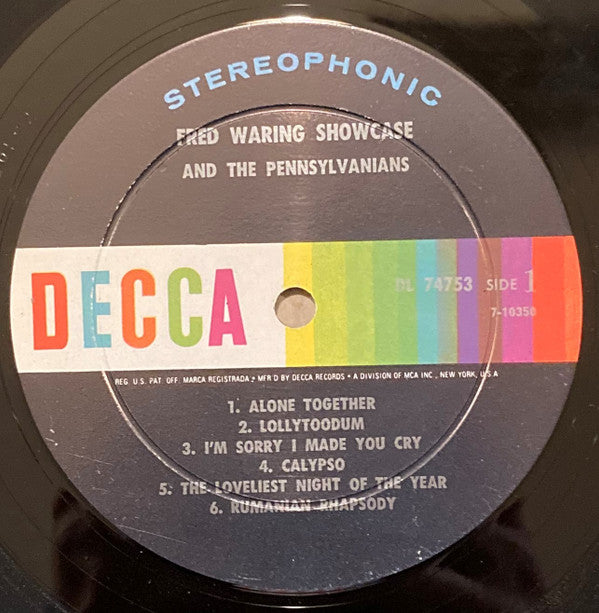 STEREOPHONIC
FRED WARING SHOWCASE
AND THE PENNSYLVANIANS
DECCA
DL 74753 SIDE 1
7-10350
REG. U.S. PAT. OFF. MARCA REGISTRADA • MFR'D BY DECCA RECORDS • A DIVISION OF MCA INC., NEW YORK, U.S.A
1. ALONE TOGETHER
2. LOLLYTOODUM
3. I'M SORRY I MADE YOU CRY
4. CALYPSO
5. THE LOVELIEST NIGHT OF THE YEAR
6. RUMANIAN RHAPSODY